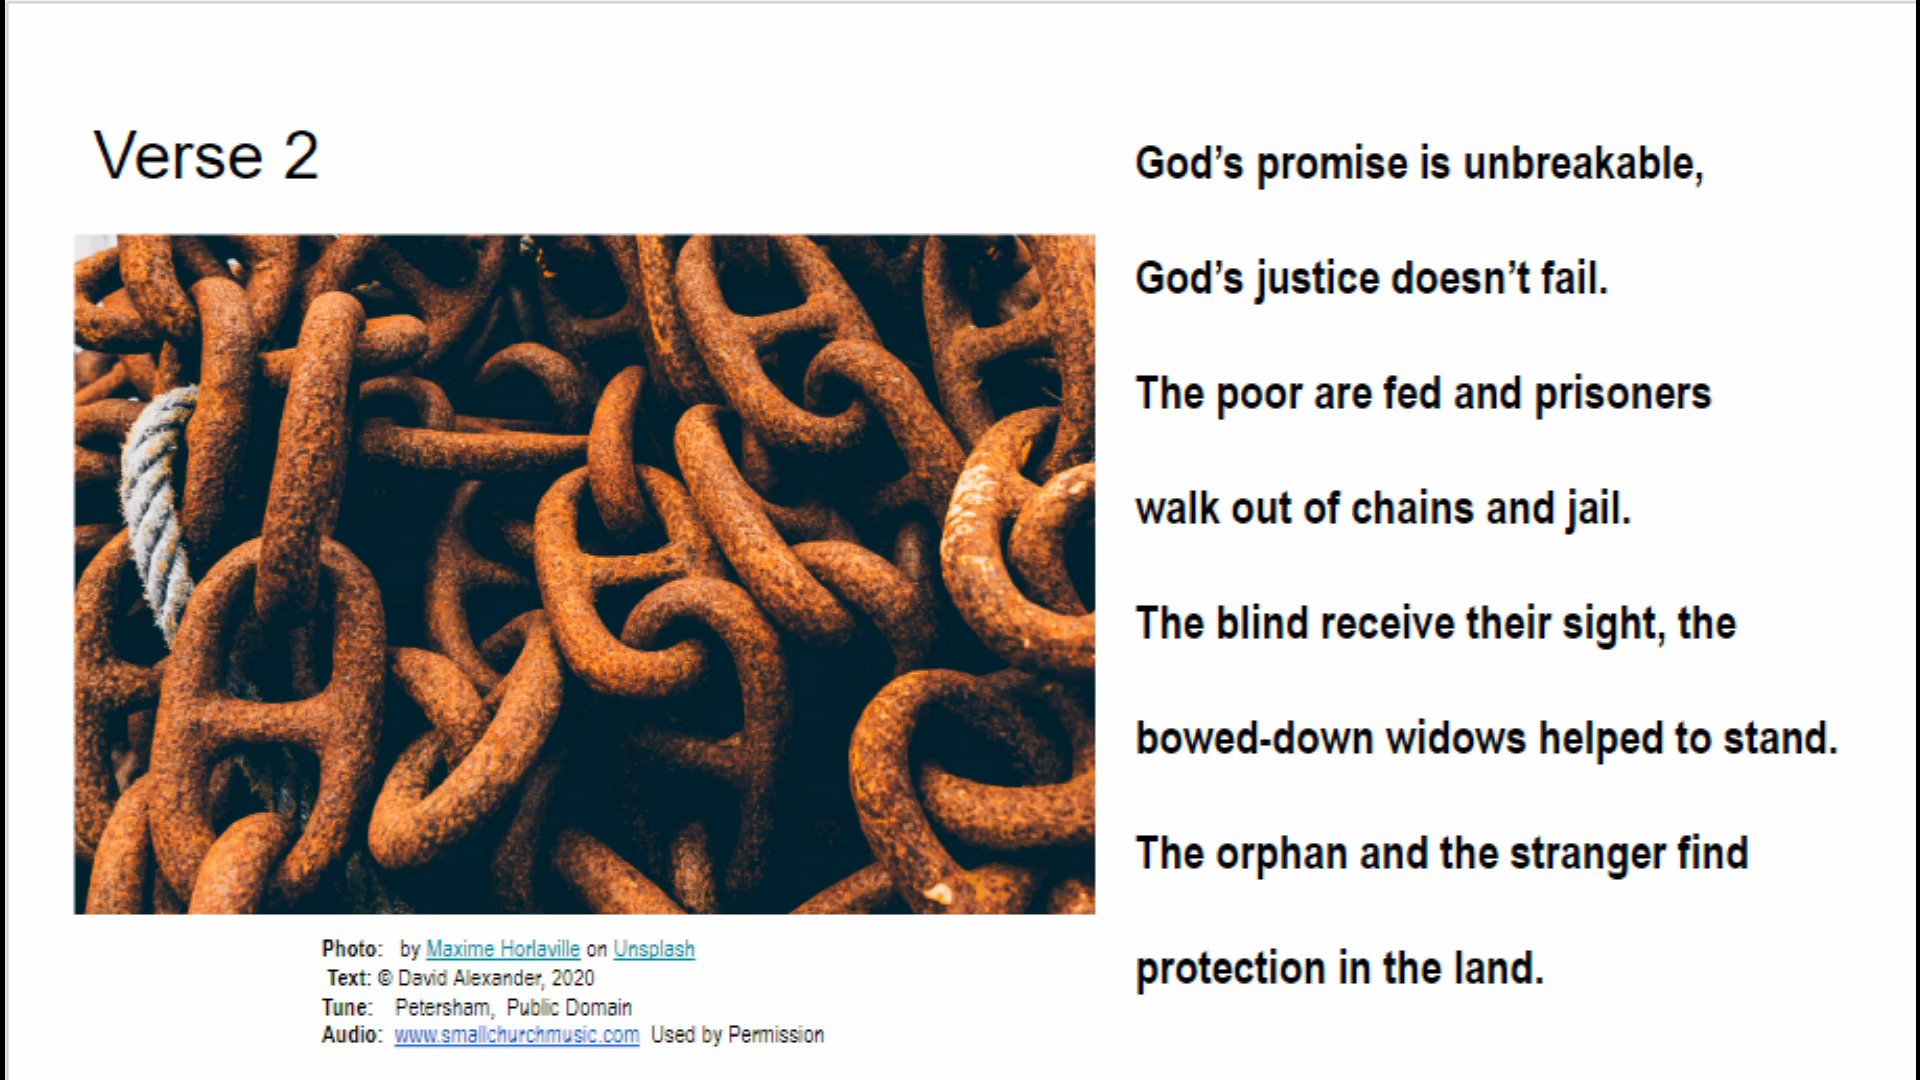 Verse 2
God’s promise is unbreakable,
God’s justice doesn’t fail.
The poor are fed and prisoners
walk out of chains and jail.
The blind receive their sight, the
bowed-down widows helped to stand.
The orphan and the stranger find
protection in the land.
Photo: by Maxime Horlaville on Unsplash
Text: © David Alexander, 2020
Tune: Petersham, Public Domain
Audio: www.smallchurchmusic.com Used by Permission